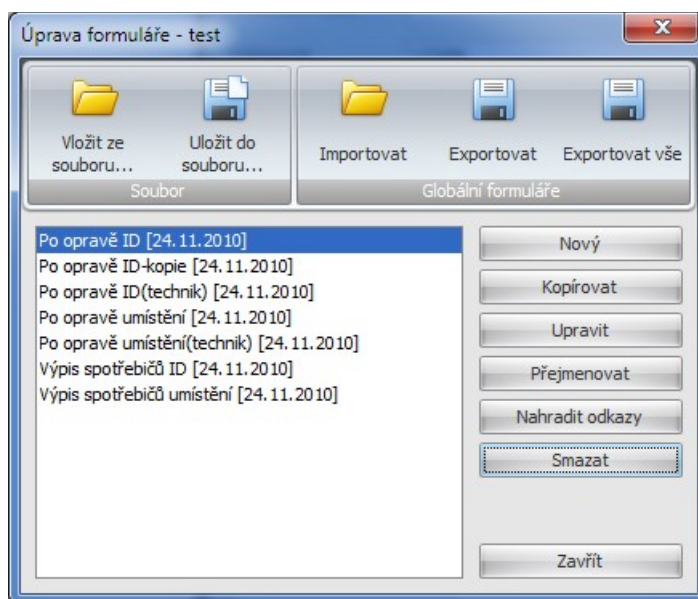 Úprava formuláře - test
Vložit ze
souboru...
Uložit do
souboru...
Importovat
Exportovat
Exportovat vše
Soubor
Globální formuláře
Po opravě ID [24.11.2010]
Po opravě ID-kopie [24.11.2010]
Po opravě ID(technik) [24.11.2010]
Po opravě umístění [24.11.2010]
Po opravě umístění(technik) [24.11.2010]
Výpis spotřebičů ID [24.11.2010]
Výpis spotřebičů umístění [24.11.2010]
Nový
Kopírovat
Upravit
Přejmenovat
Nahradit odkazy
Smazat
Zavřít